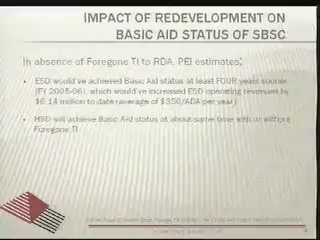 IMPACT OF REDEVELOPMENT ON
BASIC AID STATUS OF SBSC
In absence of Foregone TI to RDA, PEI estimates:
• ESD would've achieved Basic Aid status at least FOUR years sooner
(FY 2005-06), which would've increased ESD operating revenues by
$6.14 million to date (average of $350/ADA per year)
• HSD will achieve Basic Aid status at about same time with or without
Foregone TI